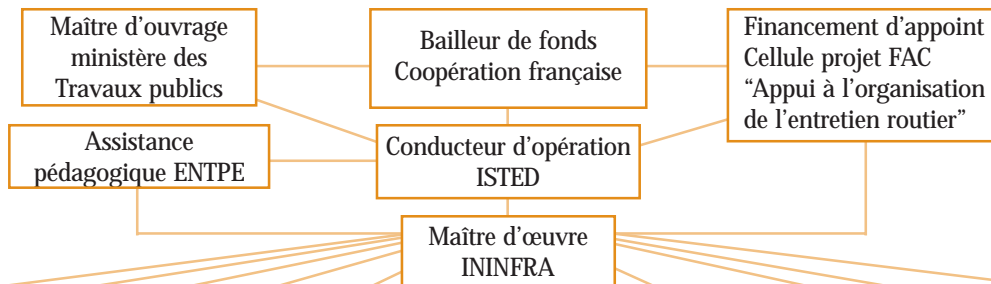 Maître d'ouvrage
ministère des
Travaux publics
Bailleur de fonds
Coopération française
Financement d'appoint
Cellule projet FAC
“Appui à l'organisation
de l'entretien routier”
Assistance
pédagogique ENTPE
Conducteur d'opération
ISTED
Maître d'œuvre
ININFRA